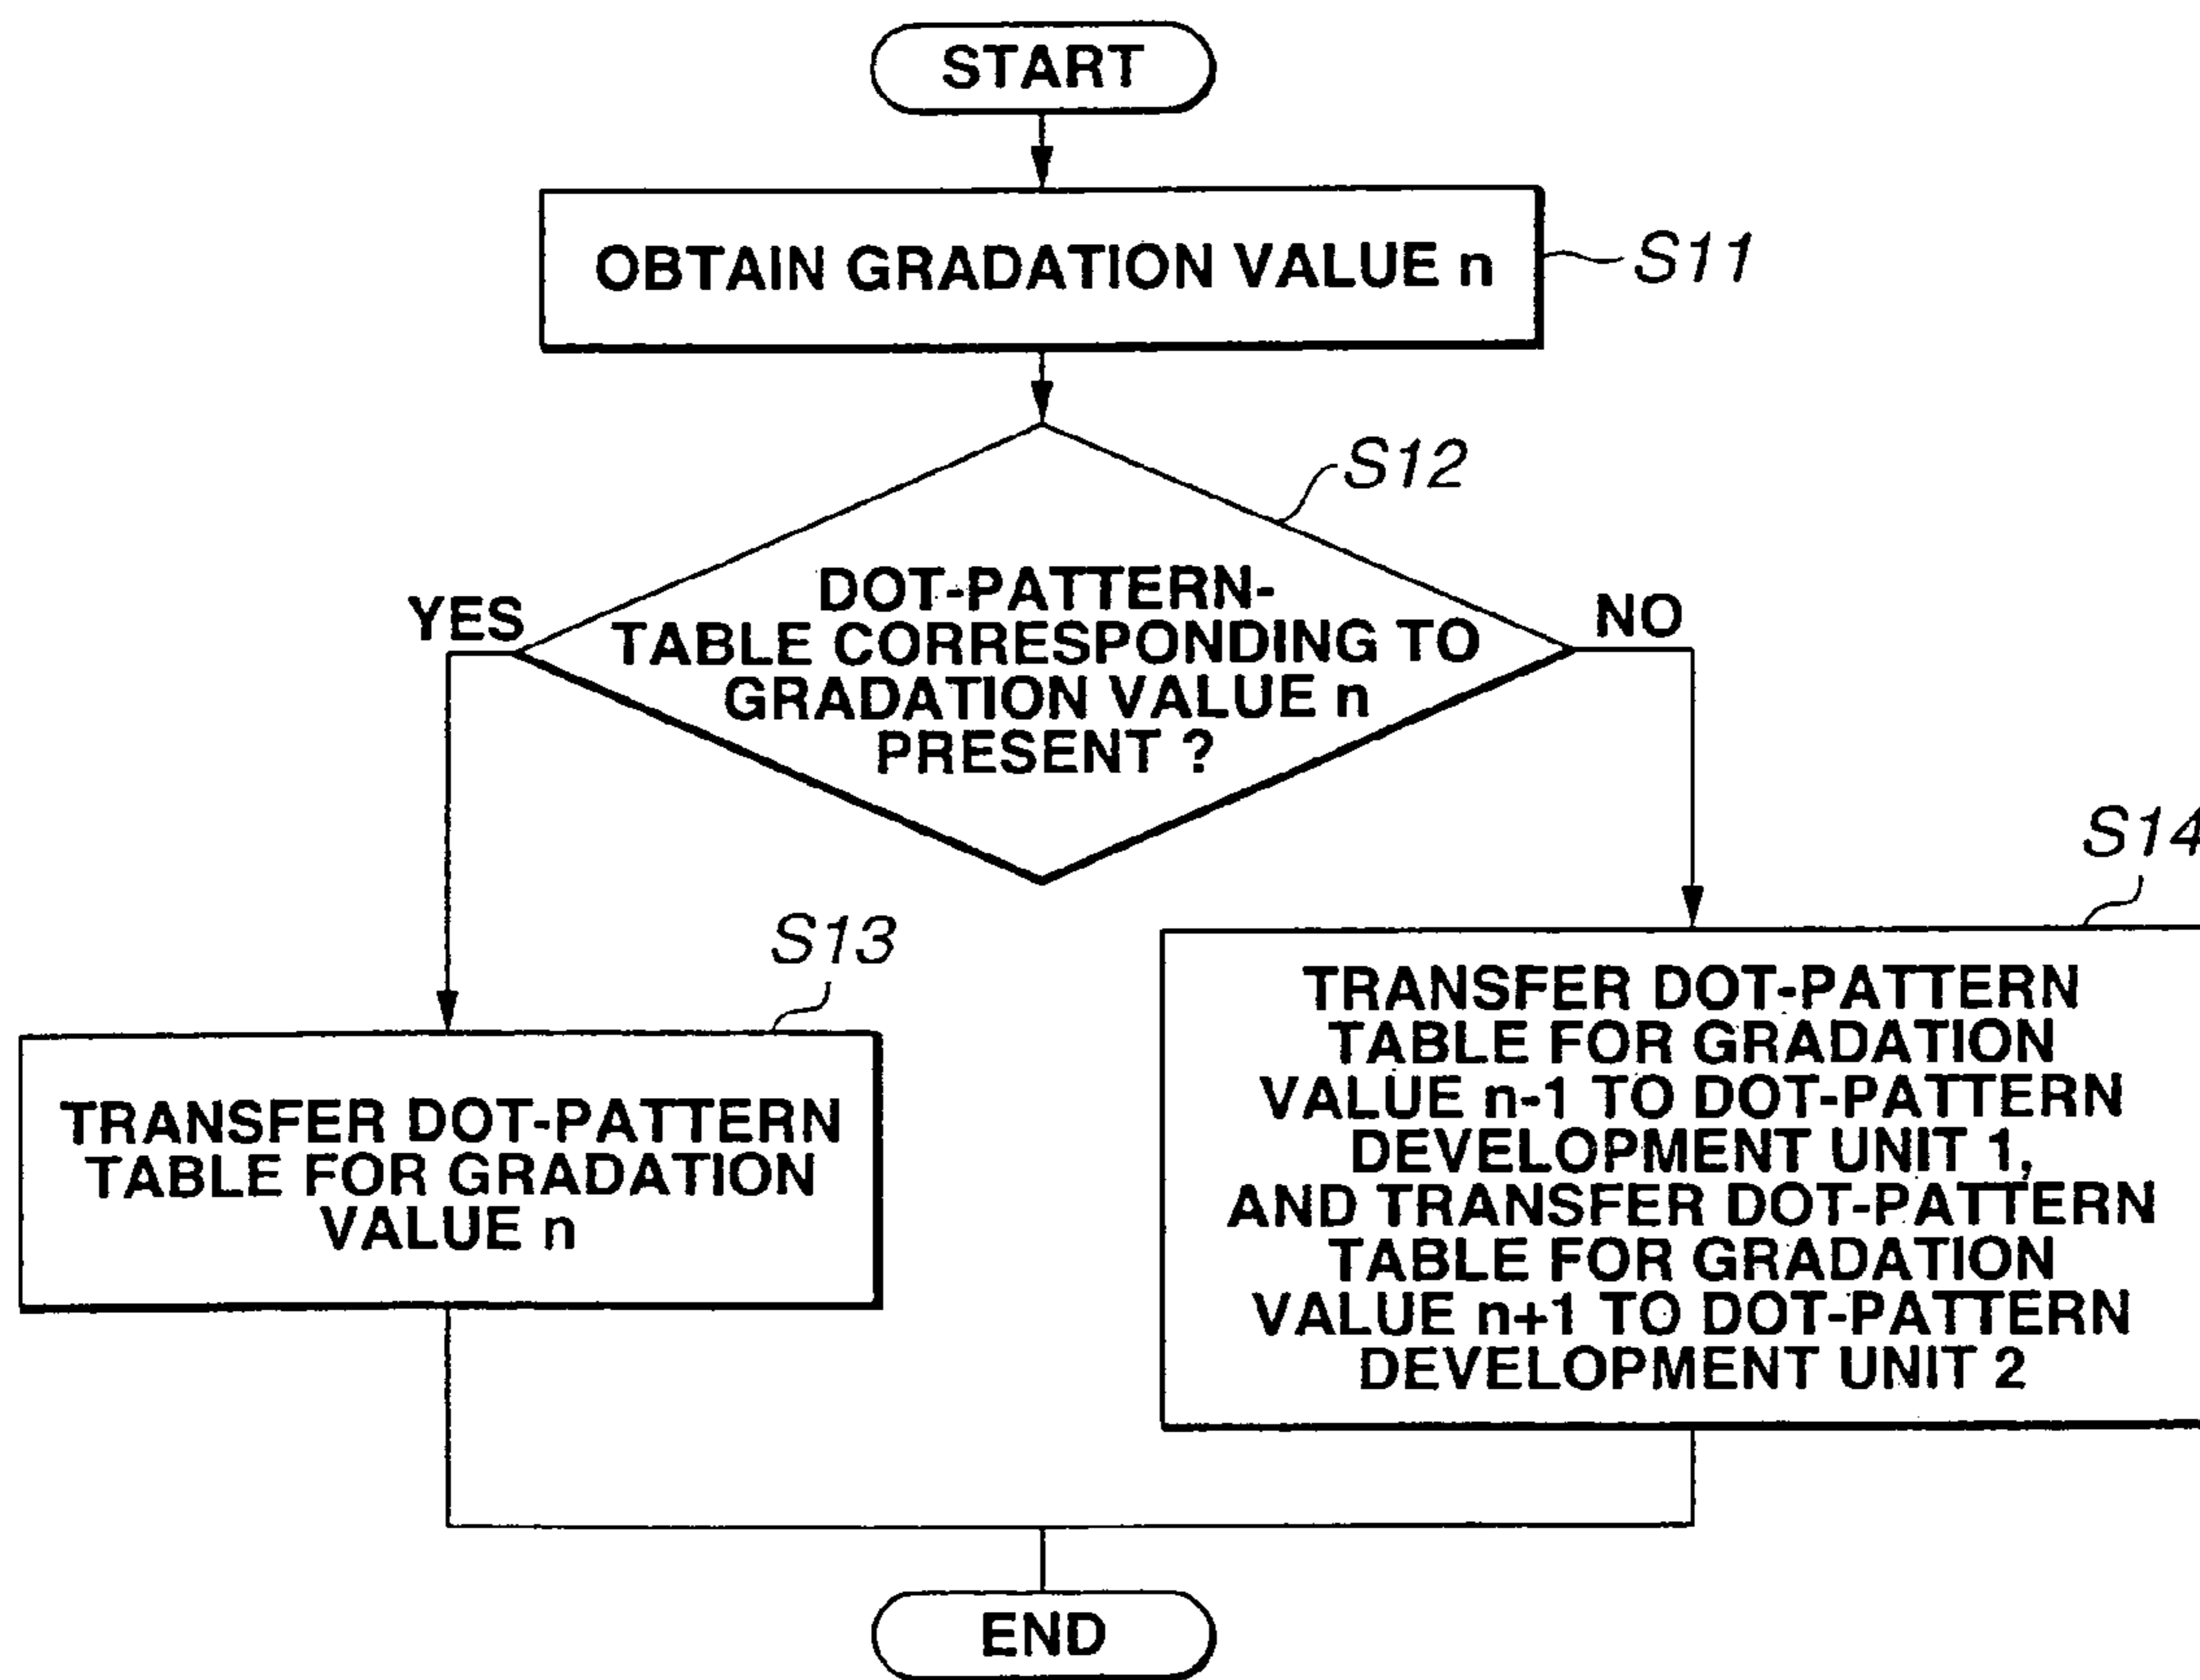 START
OBTAIN GRADATION VALUE n
S11
S12
DOT-PATTERN-
TABLE CORRESPONDING TO
GRADATION VALUE n
PRESENT ?
YES
NO
S13
TRANSFER DOT-PATTERN
TABLE FOR GRADATION
VALUE n
S14
TRANSFER DOT-PATTERN
TABLE FOR GRADATION
VALUE n-1 TO DOT-PATTERN
DEVELOPMENT UNIT 1,
AND TRANSFER DOT-PATTERN
TABLE FOR GRADATION
VALUE n+1 TO DOT-PATTERN
DEVELOPMENT UNIT 2
END